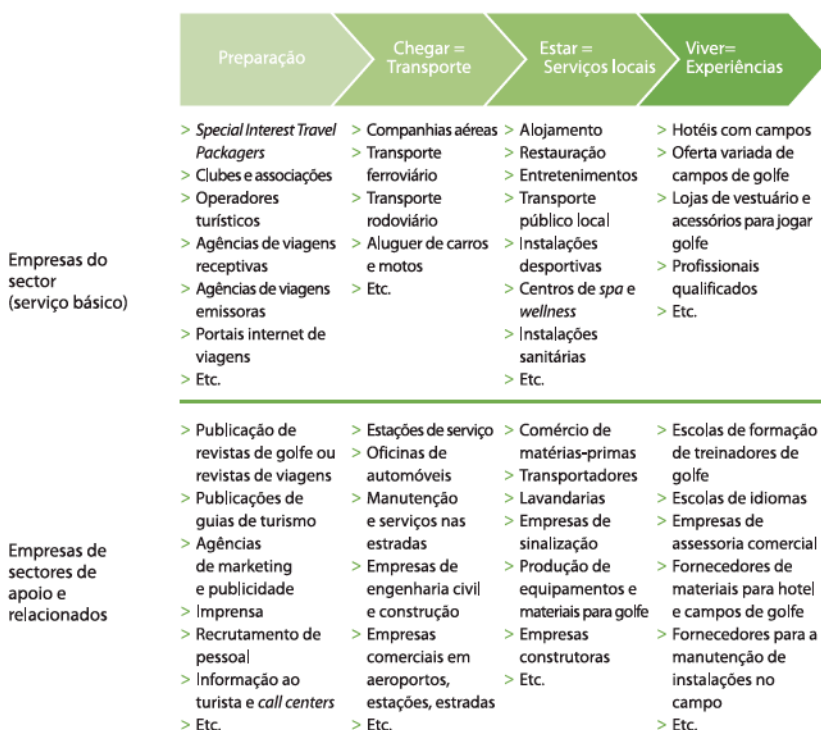 Preparação
Chegar =
Transporte
Estar =
Serviços locais
Viver=
Experiências
Empresas do
sector
(serviço básico)
> Special Interest Travel
Packagers
> Clubes e associações
> Operadores
turísticos
> Agências de viagens
receptivas
> Agências de viagens
emissoras
> Portais internet de
viagens
> Etc.
> Companhias aéreas
> Transporte
ferroviário
> Transporte
rodoviário
> Aluguer de carros
e motos
> Etc.
> Alojamento
> Restauração
> Entretenimentos
> Transporte
público local
> Instalações
desportivas
> Centros de spa e
wellness
> Instalações
sanitárias
> Etc.
> Hotéis com campos
> Oferta variada de
campos de golfe
> Lojas de vestuário e
acessórios para jogar
golfe
> Profissionais
qualificados
> Etc.
Empresas de
sectores de
apoio e
relacionados
> Publicação de
revistas de golfe ou
revistas de viagens
> Publicações de
guias de turismo
> Agências
de marketing
e publicidade
> Imprensa
> Recrutamento de
pessoal
> Informação ao
turista e call centers
> Etc.
> Estações de serviço
> Oficinas de
automóveis
> Manutenção
e serviços nas
estradas
> Empresas de
engenharia civil
e construção
> Empresas
comerciais em
aeroportos,
estações, estradas
> Etc.
> Comércio de
matérias-primas
> Transportadores
> Lavandarias
> Empresas de
sinalização
> Produção de
equipamentos e
materiais para golfe
> Empresas
construtoras
> Etc.
> Escolas de formação
de treinadores de
golfe
> Escolas de idiomas
> Empresas de
assessoria comercial
> Fornecedores de
materiais para hotel
e campos de golfe
> Fornecedores para a
manutenção de
instalações no
campo
> Etc.